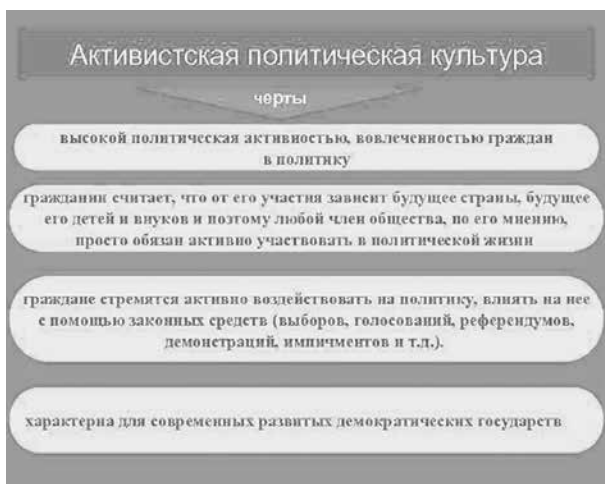 Активистская политическая культура
черты
высокой политическая активностью, вовлеченностью граждан
в политику
гражданин считает, что от его участия зависит будущее страны, будущее
его детей и внуков и поэтому любой член общества, по его мнению,
просто обязан активно участвовать в политической жизни
граждане стремятся активно воздействовать на политику, влиять на нее
с помощью законных средств (выборов, голосований, референдумов,
демонстраций, импичментов и т.д.).
характерна для современных развитых демократических государств